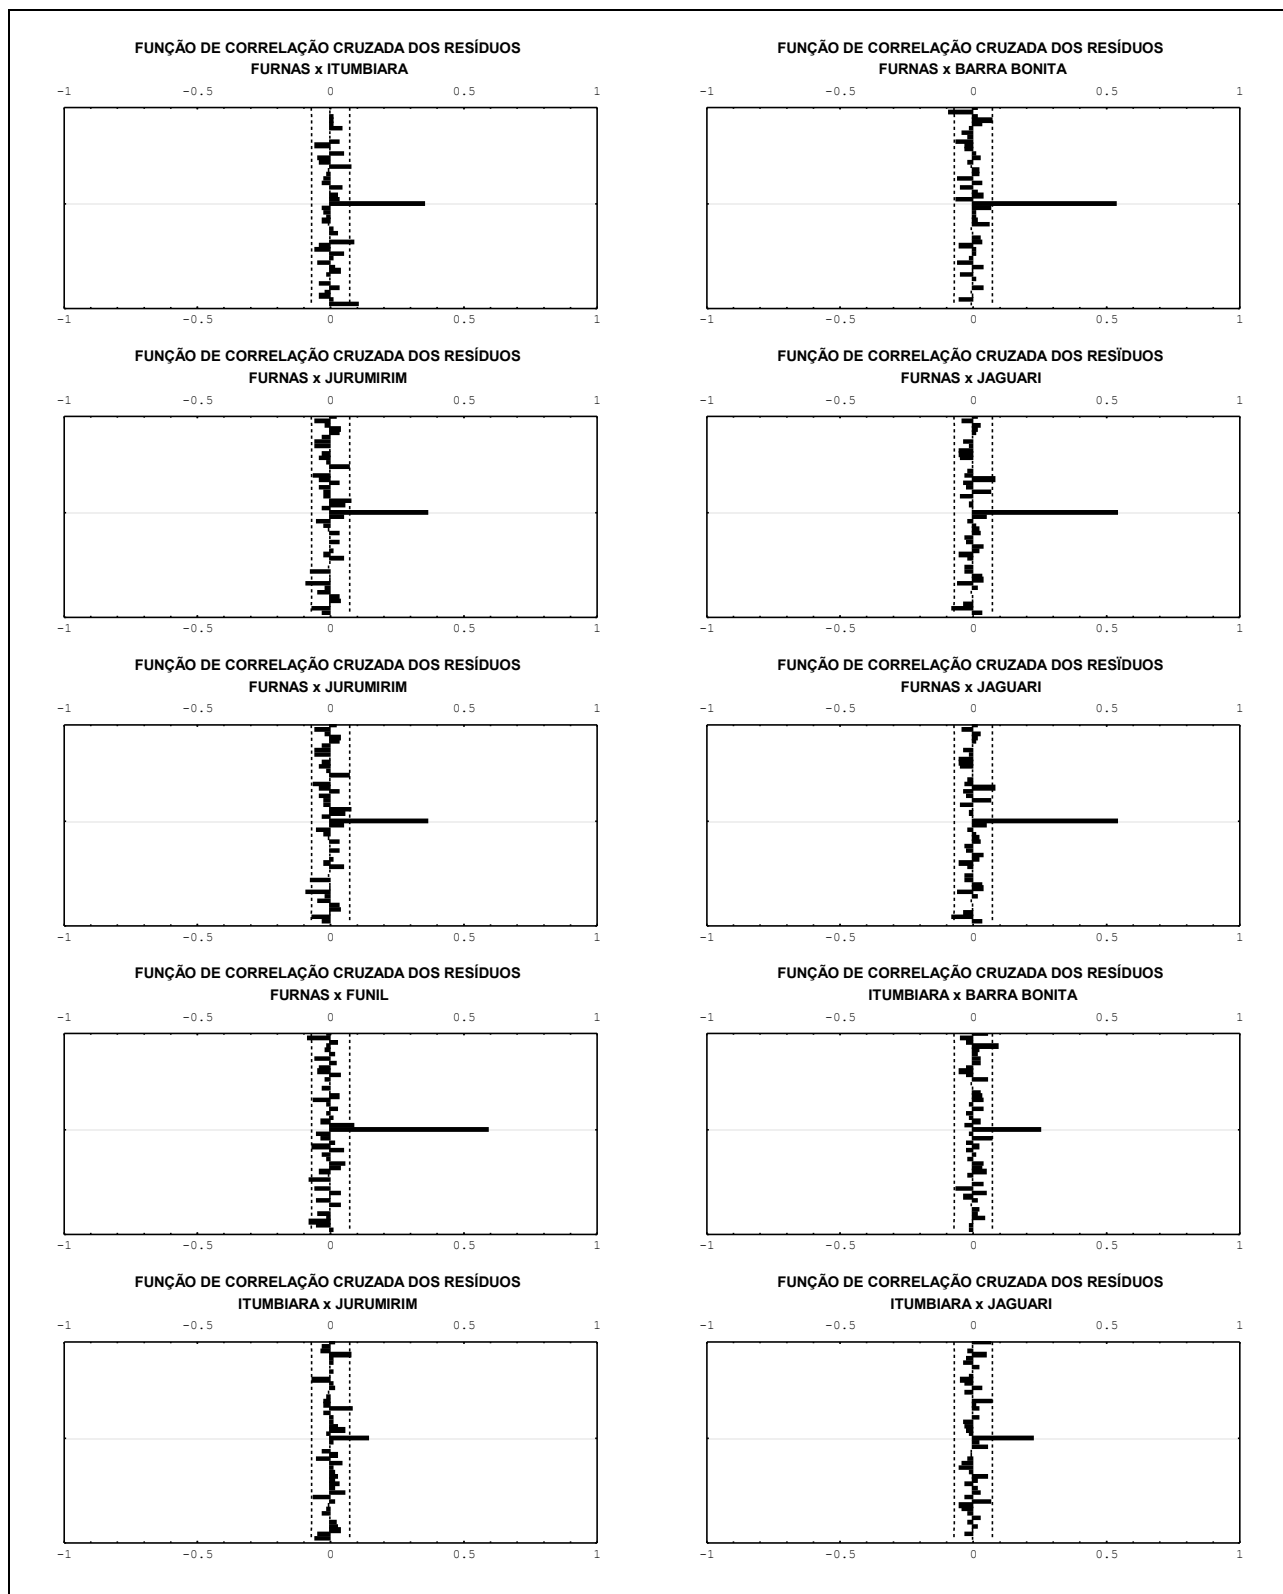 FUNÇÃO DE CORRELAÇÃO CRUZADA DOS RESÍDUOS
FURNAS x ITUMBIARA
-1 -0.5 0 0.5 1
-1 -0.5 0 0.5 1
FUNÇÃO DE CORRELAÇÃO CRUZADA DOS RESÍDUOS
FURNAS x BARRA BONITA
-1 -0.5 0 0.5 1
-1 -0.5 0 0.5 1
FUNÇÃO DE CORRELAÇÃO CRUZADA DOS RESÍDUOS
FURNAS x JURUMIRIM
-1 -0.5 0 0.5 1
-1 -0.5 0 0.5 1
FUNÇÃO DE CORRELAÇÃO CRUZADA DOS RESÏDUOS
FURNAS x JAGUARI
-1 -0.5 0 0.5 1
-1 -0.5 0 0.5 1
FUNÇÃO DE CORRELAÇÃO CRUZADA DOS RESÍDUOS
FURNAS x JURUMIRIM
-1 -0.5 0 0.5 1
-1 -0.5 0 0.5 1
FUNÇÃO DE CORRELAÇÃO CRUZADA DOS RESÏDUOS
FURNAS x JAGUARI
-1 -0.5 0 0.5 1
-1 -0.5 0 0.5 1
FUNÇÃO DE CORRELAÇÃO CRUZADA DOS RESÍDUOS
FURNAS x FUNIL
-1 -0.5 0 0.5 1
-1 -0.5 0 0.5 1
FUNÇÃO DE CORRELAÇÃO CRUZADA DOS RESÍDUOS
ITUMBIARA x BARRA BONITA
-1 -0.5 0 0.5 1
-1 -0.5 0 0.5 1
FUNÇÃO DE CORRELAÇÃO CRUZADA DOS RESÍDUOS
ITUMBIARA x JURUMIRIM
-1 -0.5 0 0.5 1
-1 -0.5 0 0.5 1
FUNÇÃO DE CORRELAÇÃO CRUZADA DOS RESÍDUOS
ITUMBIARA x JAGUARI
-1 -0.5 0 0.5 1
-1 -0.5 0 0.5 1